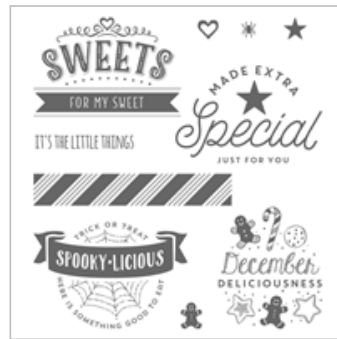 SWEETS
FOR MY SWEET
IT'S THE LITTLE THINGS
MADE EXTRA
Special
JUST FOR YOU
TRICK OR TREAT
SPOOKY•LICIOUS
HERE IS SOMETHING GOOD TO EAT
December
DELICIOUSNESS